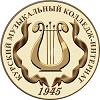 КУРСКИЙ МУЗЫКАЛЬНЫЙ КОЛЛЕДЖ-ИНТЕРНАТ
1945